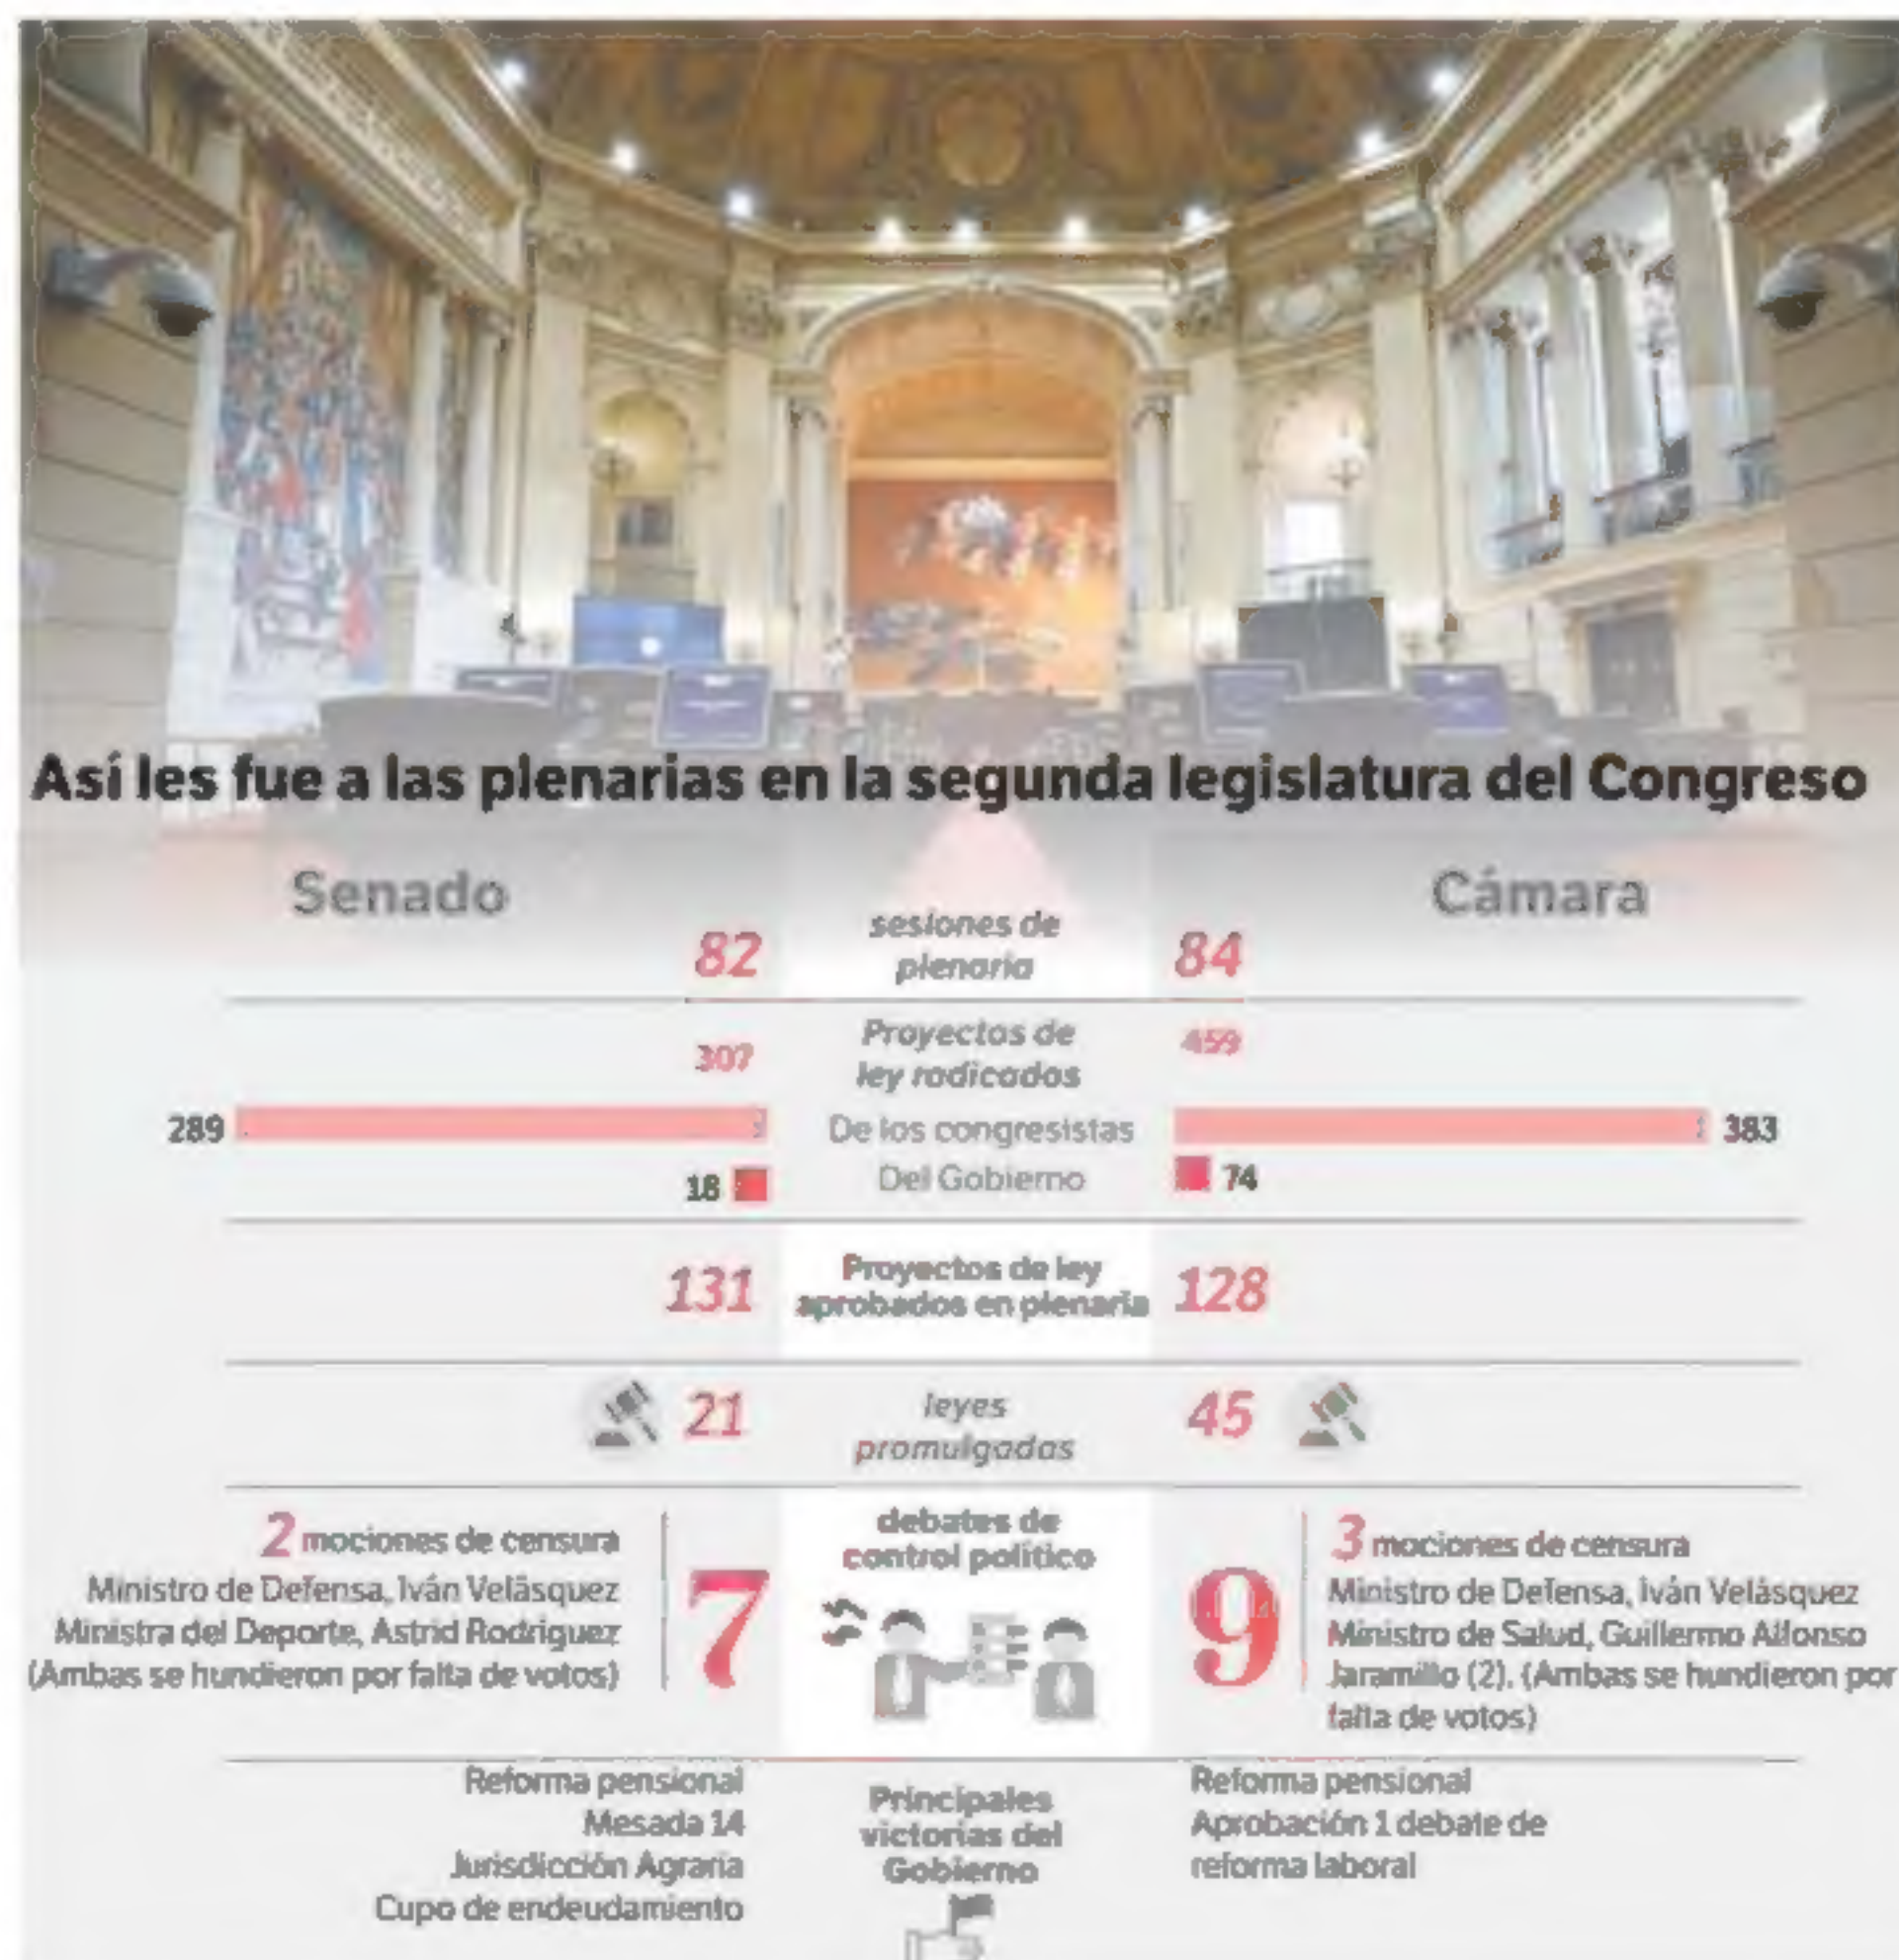 Así les fue a las plenarias en la segunda legislatura del Congreso
Senado
Cámara
82
sesiones de
plenaria
84
307
Proyectos de
ley radicados
459
289
De los congresistas
383
18
Del Gobierno
74
131
Proyectos de ley
aprobados en plenaria
128
21
leyes
promulgadas
45
2 mociones de censura
Ministro de Defensa, Iván Velásquez
Ministra del Deporte, Astrid Rodriguez
(Ambas se hundieron por falta de votos)
7
debates de
control político
9
3 mociones de censura
Ministro de Defensa, Iván Velásquez
Ministro de Salud, Guillermo Alfonso
Jaramillo (2). (Ambas se hundieron por
falta de votos)
Reforma pensional
Mesada 14
Jurisdicción Agraria
Cupo de endeudamiento
Principales
victorias del
Gobierno
Reforma pensional
Aprobación 1 debate de
reforma laboral